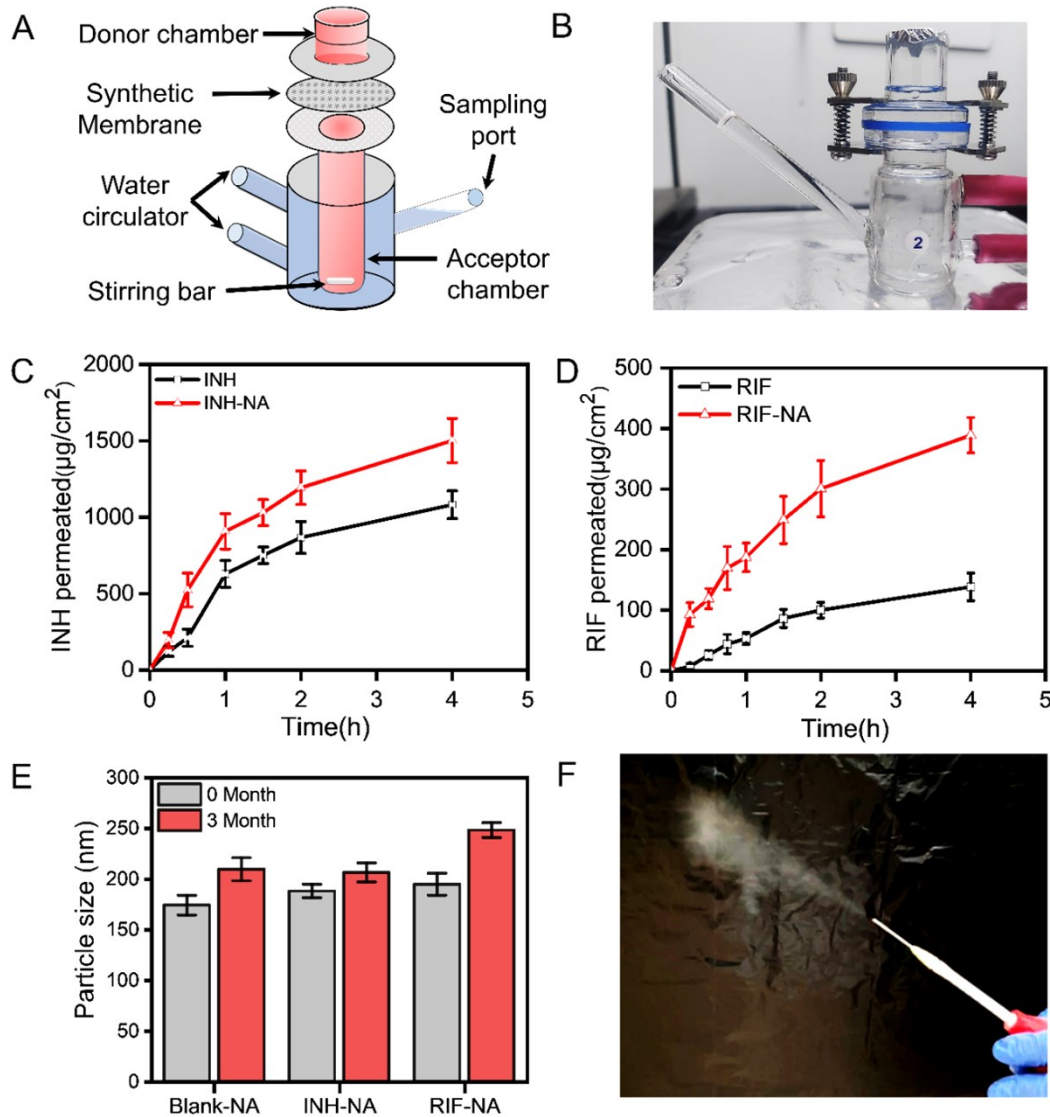 A
Donor chamber
Synthetic
Membrane
Sampling
port
Water
circulator
Acceptor
chamber
Stirring bar
B
2
C
INH
INH-NA
INH permeated(μg/cm²)
2000
1500
1000
500
0
0 1 2 3 4 5
Time(h)
D
RIF
RIF-NA
RIF permeated(μg/cm²)
500
400
300
200
100
0
0 1 2 3 4 5
Time(h)
E
0 Month
3 Month
Particle size (nm)
300
250
200
150
100
50
0
Blank-NA INH-NA RIF-NA
F